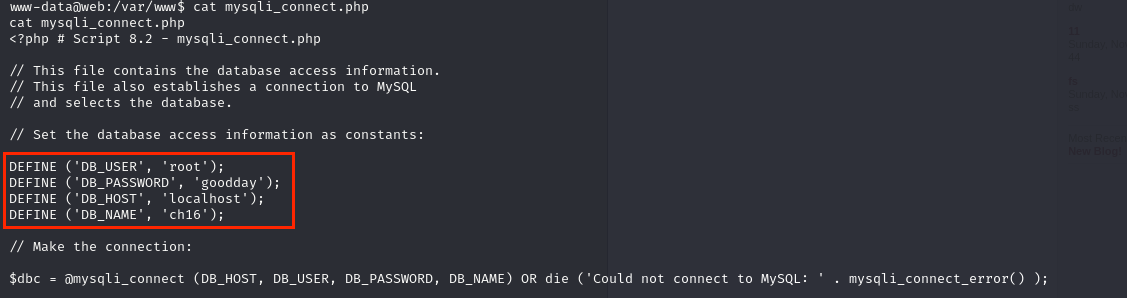 www-data@web:/var/www$ cat mysqli_connect.php
cat mysqli_connect.php
<?php # Script 8.2 - mysqli_connect.php
// This file contains the database access information.
// This file also establishes a connection to MySQL
// and selects the database.
// Set the database access information as constants:
DEFINE ('DB_USER', 'root');
DEFINE ('DB_PASSWORD', 'goodday');
DEFINE ('DB_HOST', 'localhost');
DEFINE ('DB_NAME', 'ch16');
// Make the connection:
$dbc = @mysqli_connect (DB_HOST, DB_USER, DB_PASSWORD, DB_NAME) OR die ('Could not connect to MySQL: ' . mysqli_connect_error() );